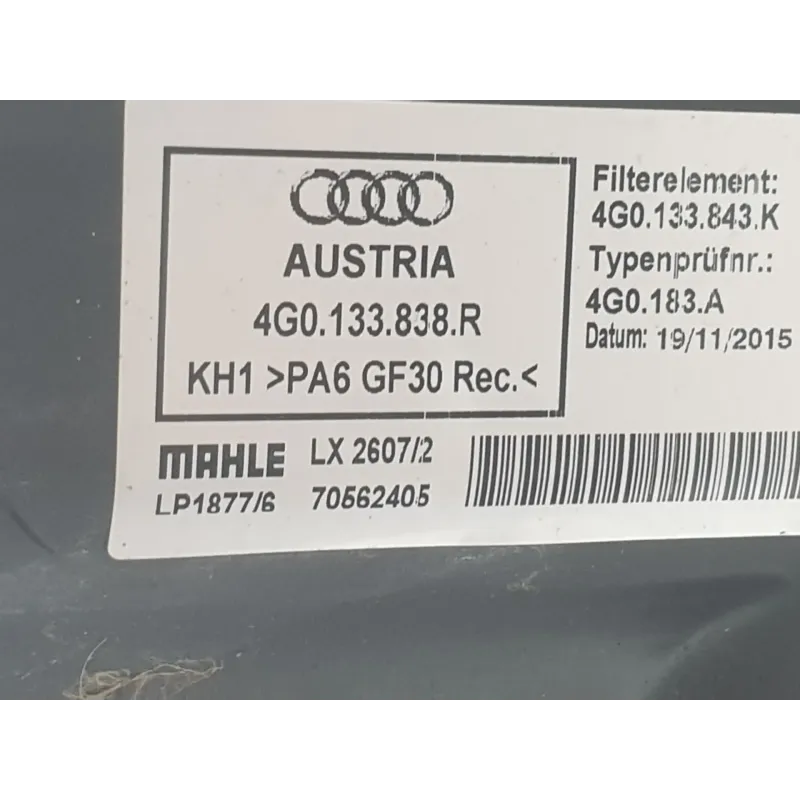 AUSTRIA
4G0.133.838.R
KH1 >PA6 GF30 Rec.<
Filterelement:
4G0.133.843.K
Typenprüfnr.:
4G0.183.A
Datum: 19/11/2015
MAHLE LX 2607/2
LP1877/6 70562405